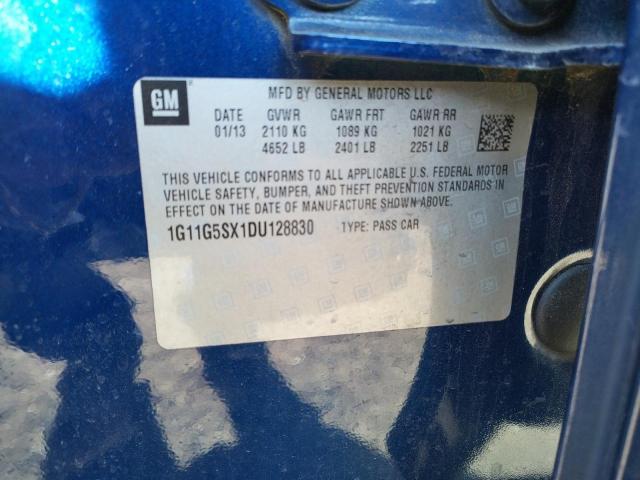 GM
MFD BY GENERAL MOTORS LLC
DATE GVWR GAWR FRT GAWR RR
01/13 2110 KG 1089 KG 1021 KG
4652 LB 2401 LB 2251 LB
THIS VEHICLE CONFORMS TO ALL APPLICABLE U.S. FEDERAL MOTOR
VEHICLE SAFETY, BUMPER, AND THEFT PREVENTION STANDARDS IN
EFFECT ON THE DATE OF MANUFACTURE SHOWN ABOVE.
1G11G5SX1DU128830 TYPE: PASS CAR